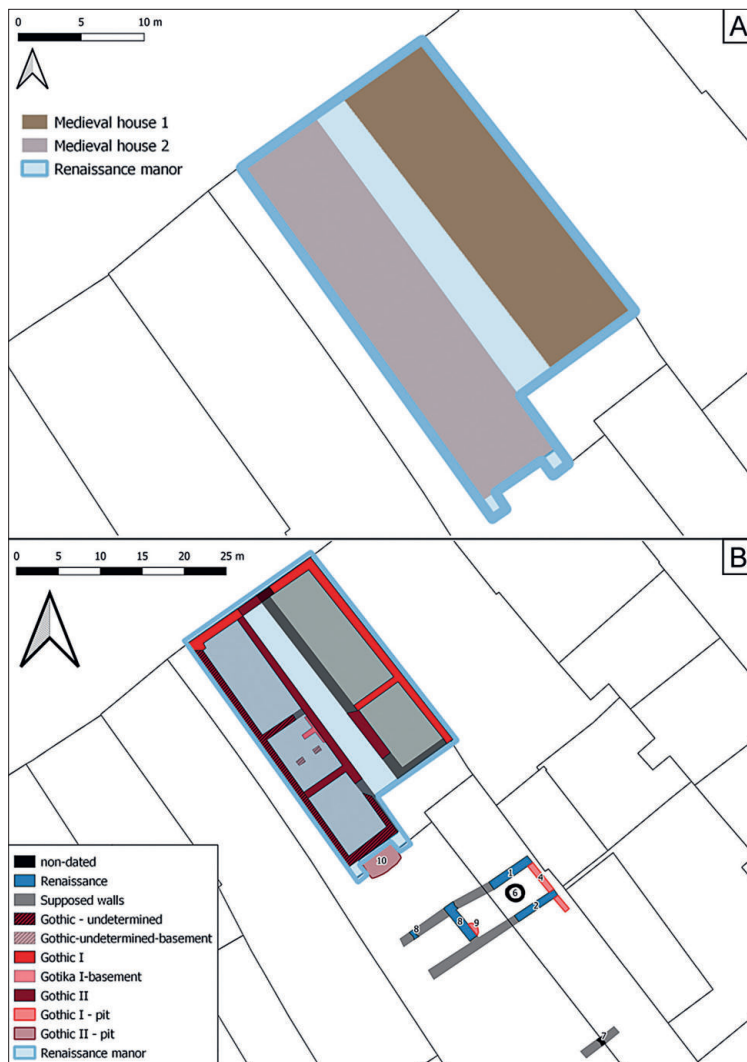 0 5 10 m
A
Medieval house 1
Medieval house 2
Renaissance manor
B
0 5 10 15 20 25 m
non-dated
Renaissance
Supposed walls
Gothic - undetermined
Gothic-undetermined-basement
Gothic I
Gotika I-basement
Gothic II
Gothic I - pit
Gothic II - pit
Renaissance manor
10
1
4
6
2
8
8
9
7